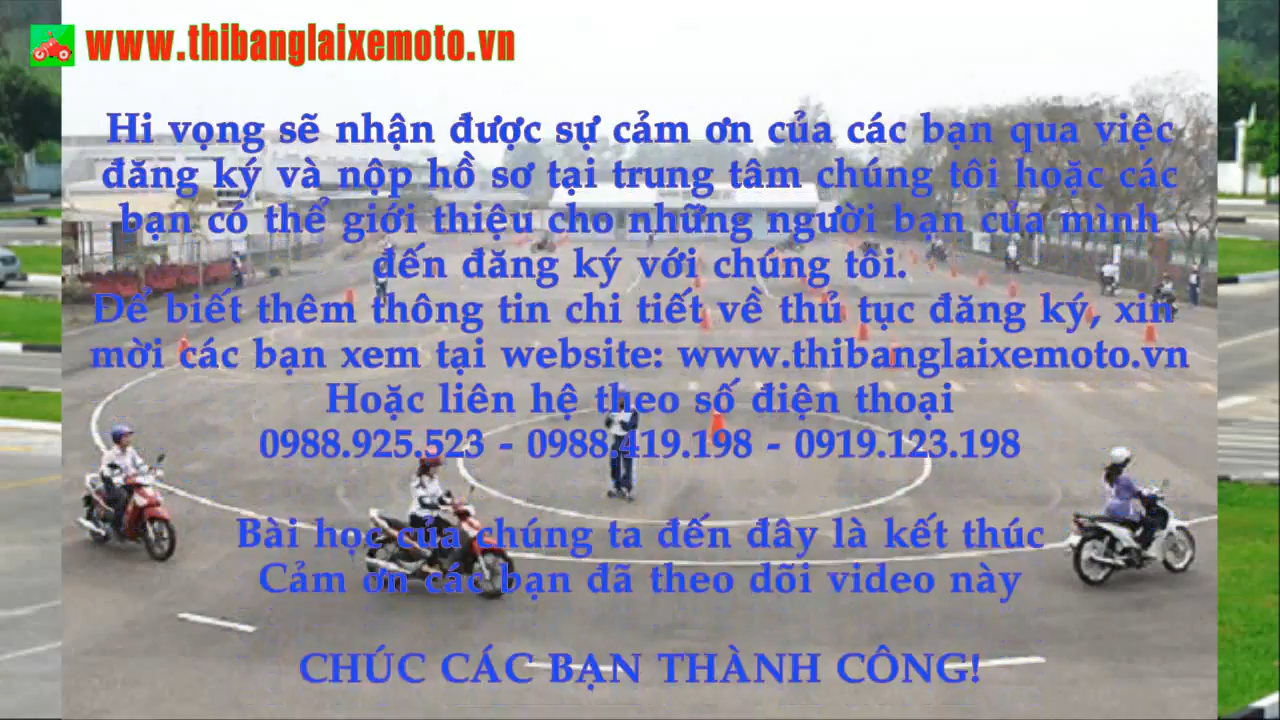 www.thibanglaixemoto.vn
Hi vọng sẽ nhận được sự cảm ơn của các bạn qua việc
đăng ký và nộp hồ sơ tại trung tâm chúng tôi hoặc các
bạn có thể giới thiệu cho những người bạn của mình
đến đăng ký với chúng tôi.
Để biết thêm thông tin chi tiết về thủ tục đăng ký, xin
mời các bạn xem tại website: www.thibanglaixemoto.vn
Hoặc liên hệ theo số điện thoại
0988.925.523 - 0988.419.198 - 0919.123.198
Bài học của chúng ta đến đây là kết thúc
Cảm ơn các bạn đã theo dõi video này
CHÚC CÁC BẠN THÀNH CÔNG!